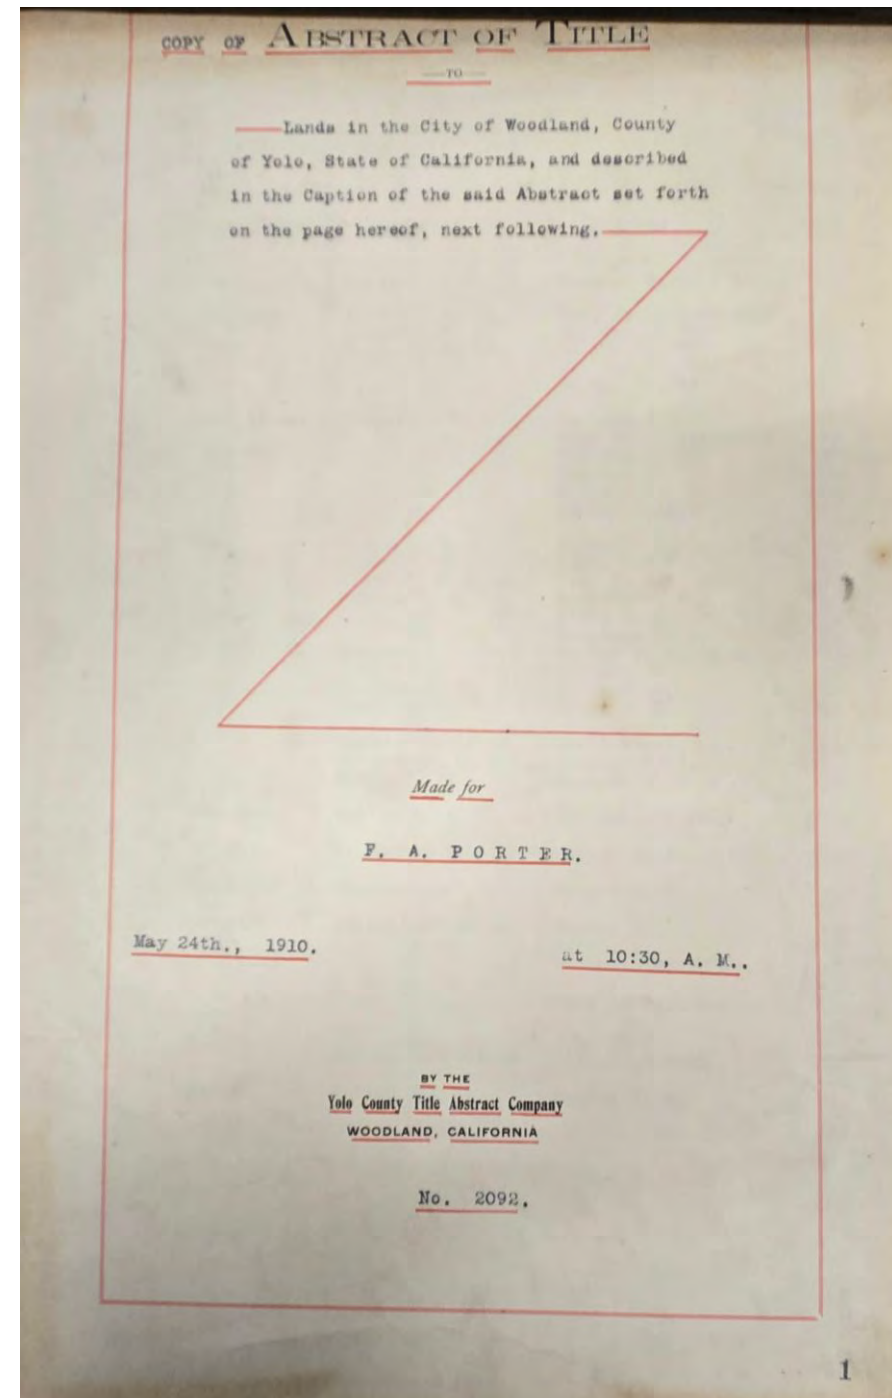 COPY OF ABSTRACT OF TITLE
TO
Lands in the City of Woodland, County
of Yolo, State of California, and described
in the Caption of the said Abstract set forth
on the page hereof, next following.
Made for
F. A. PORTER.
May 24th., 1910. at 10:30, A. M..
BY THE
Yolo County Title Abstract Company
WOODLAND, CALIFORNIA
No. 2092.
1